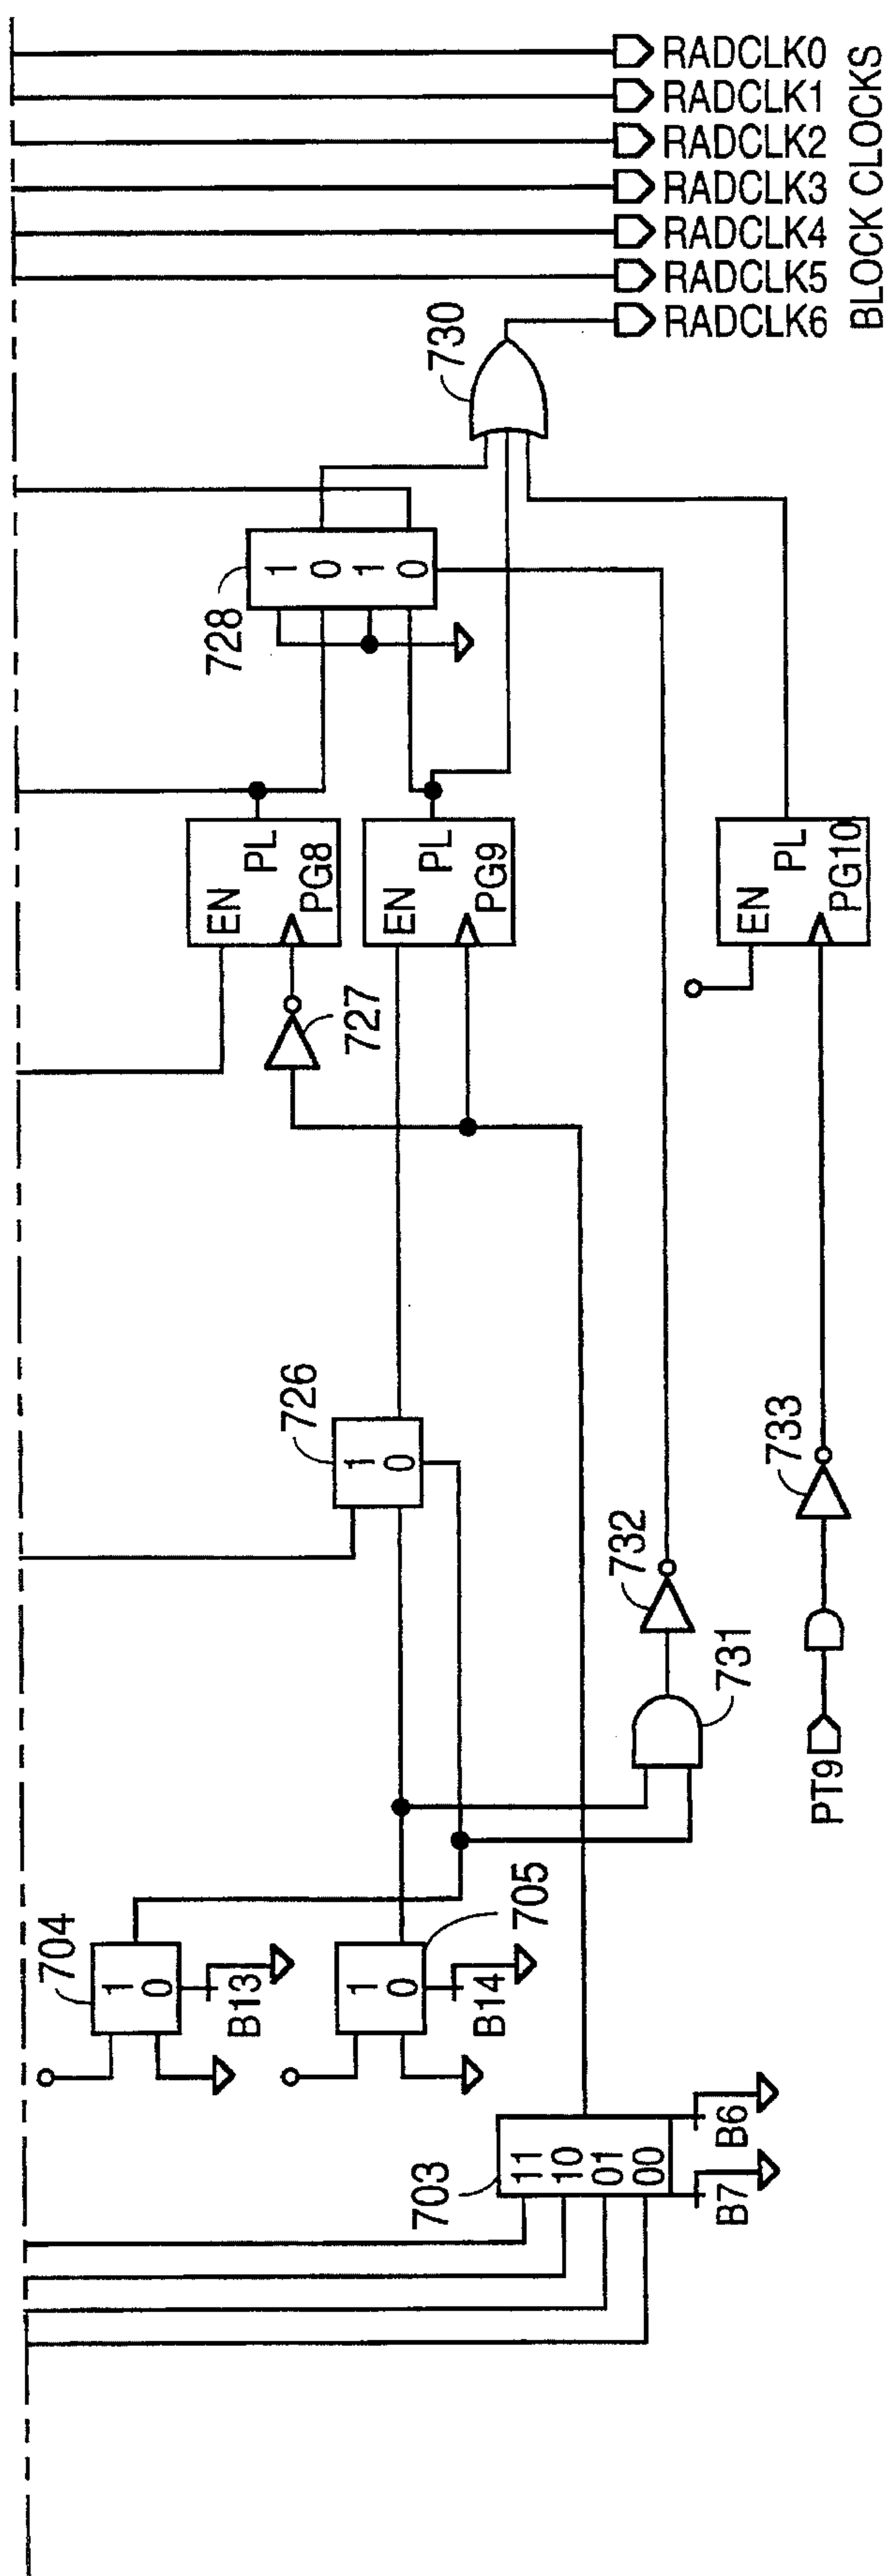 RADCLK0
RADCLK1
RADCLK2
RADCLK3
RADCLK4
RADCLK5
RADCLK6
BLOCK CLOCKS
730
728
1
0
1
0
EN
PL
PG8
EN
PL
PG9
EN
PL
PG10
727
726
1
0
733
732
731
PT9
704
1
0
B13
705
1
0
B14
703
11
10
01
00
B6
B7